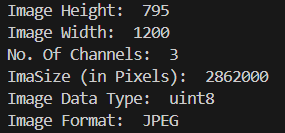 Image Height:  795
Image Width:  1200
No. Of Channels:  3
ImaSize (in Pixels):  2862000
Image Data Type:  uint8
Image Format:  JPEG